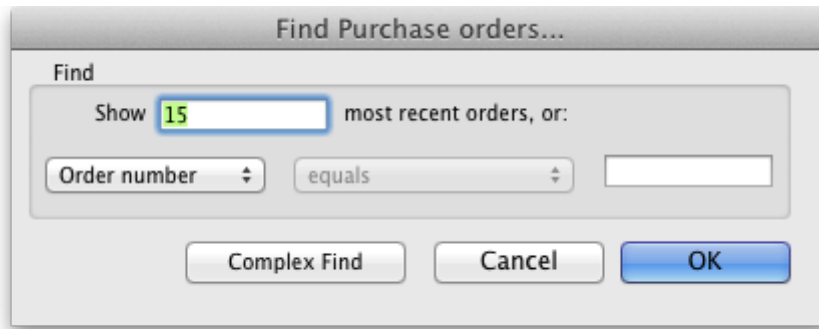 Find Purchase orders...
Find
Show 15 most recent orders, or:
Order number equals
Complex Find Cancel OK